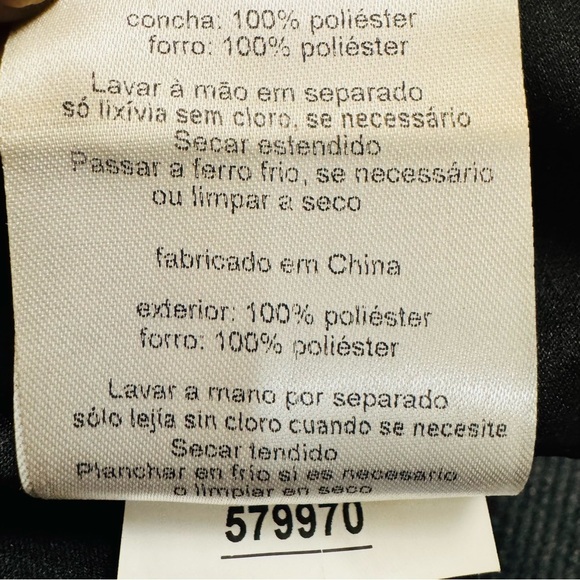 concha: 100% poliéster
forro: 100% poliéster
Lavar à mão em separado
só lixívia sem cloro, se necessário
Secar estendido
Passar a ferro frio, se necessário
ou limpar a seco
fabricado em China
exterior: 100% poliéster
forro: 100% poliéster
Lavar a mano por separado
sólo lejía sin cloro cuando se necesite
Secar tendido
Planchar en frio si es necesario
o limpiar en seco
579970